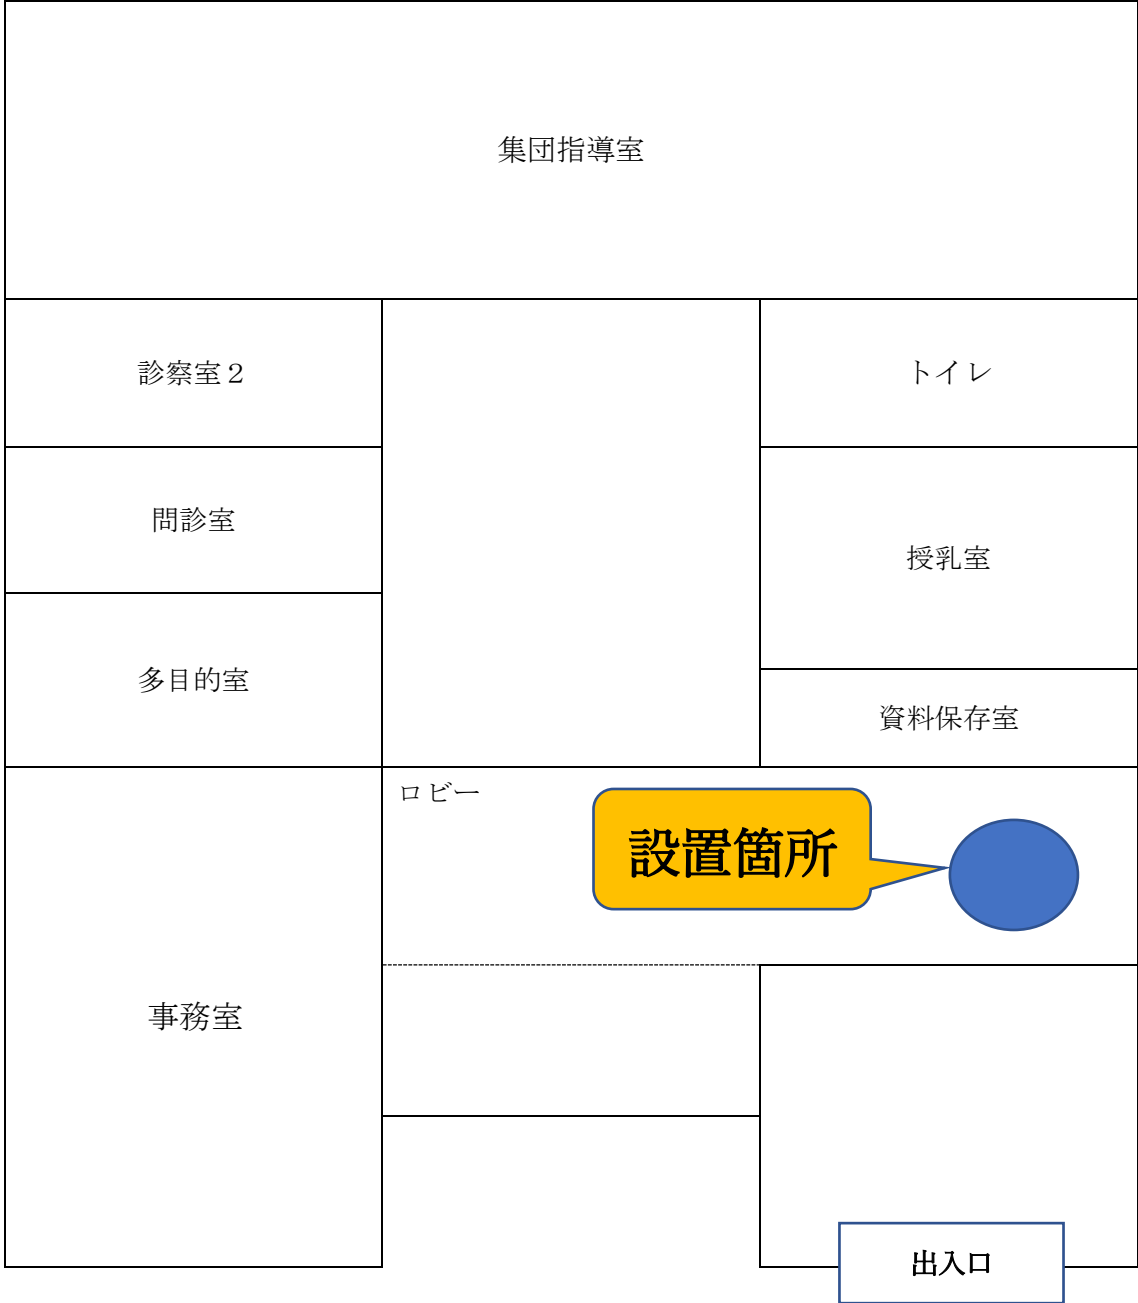 集団指導室
診察室２
トイレ
問診室
授乳室
多目的室
資料保存室
ロビー
設置箇所
事務室
出入口